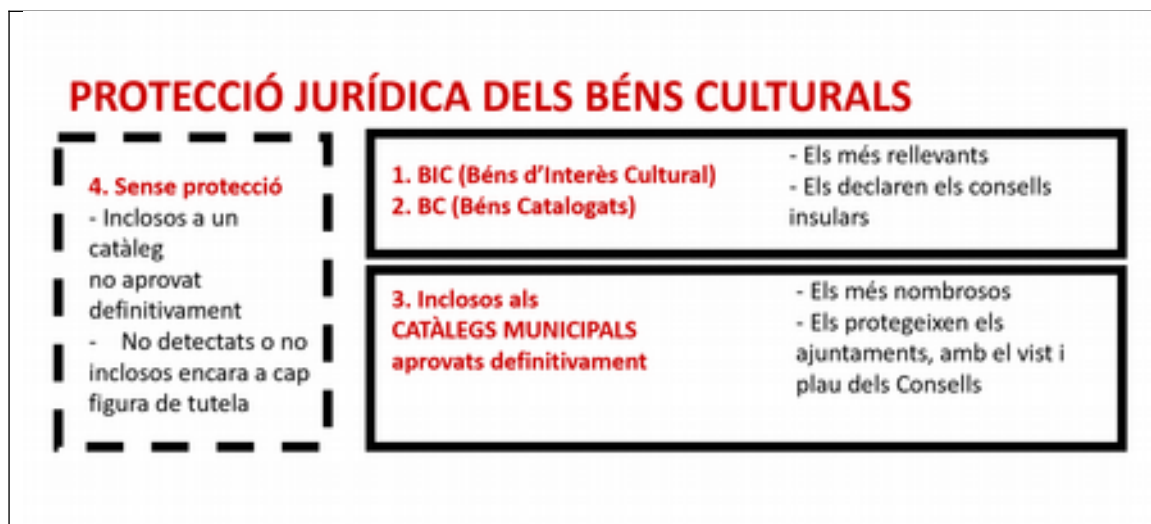 PROTECCIÓ JURÍDICA DELS BÉNS CULTURALS
4. Sense protecció
- Inclosos a un
catàleg
no aprovat
definitivament
- No detectats o no
inclosos encara a cap
figura de tutela
1. BIC (Béns d'Interès Cultural)
2. BC (Béns Catalogats)
- Els més rellevants
- Els declaren els consells
insulars
3. Inclosos als
CATÀLEGS MUNICIPALS
aprovats definitivament
- Els més nombrosos
- Els protegeixen els
ajuntaments, amb el vist i
plau dels Consells